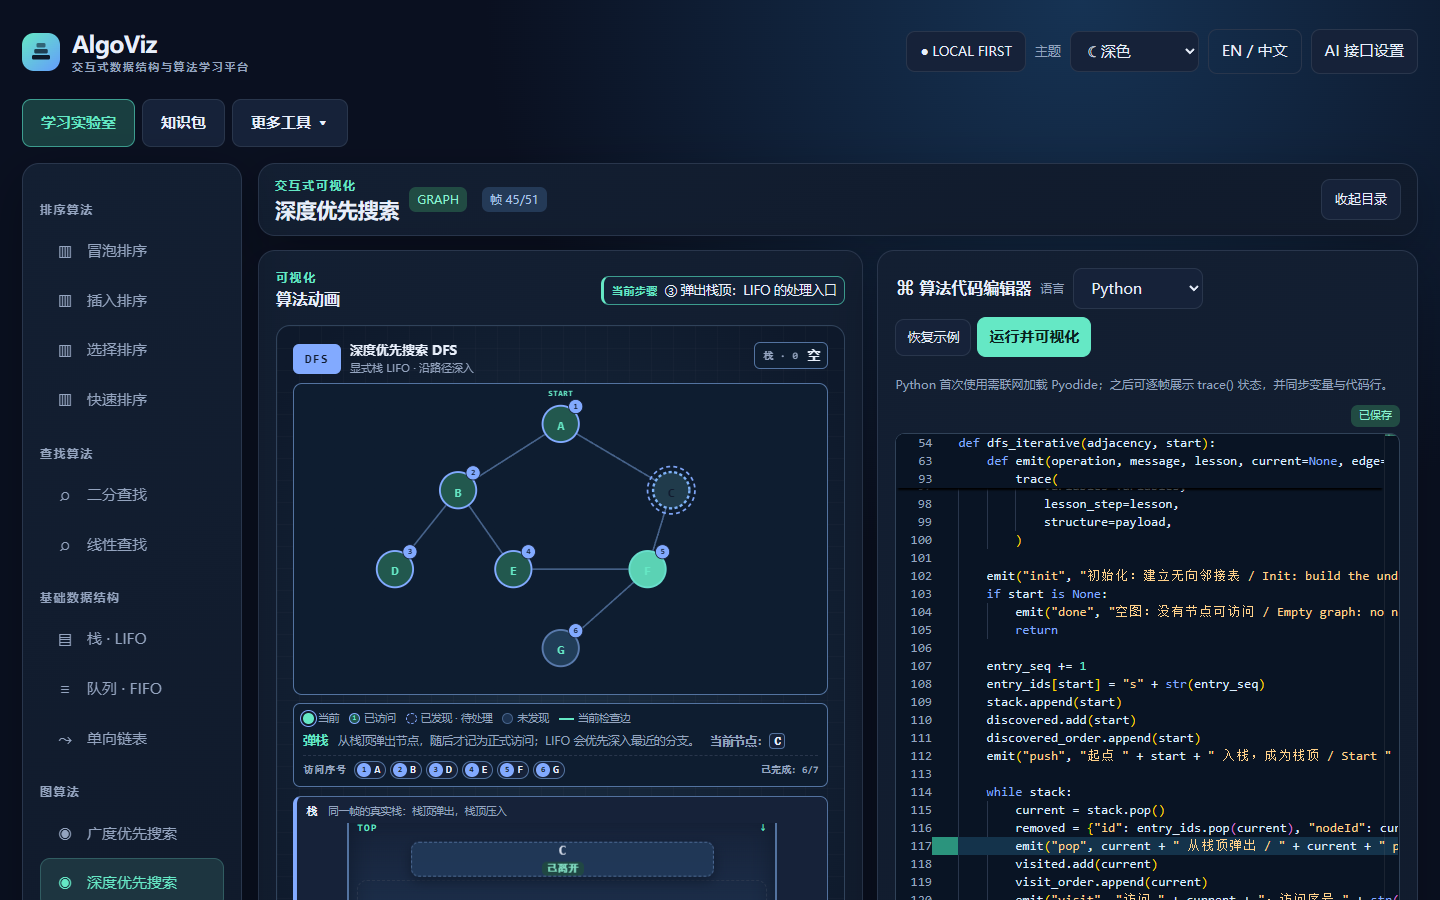 AlgoViz
交互式数据结构与算法学习平台
● LOCAL FIRST
主题
☾ 深色
EN / 中文
AI 接口设置
学习实验室
知识包
更多工具 ▼
排序算法
冒泡排序
插入排序
选择排序
快速排序
查找算法
二分查找
线性查找
基础数据结构
栈 · LIFO
队列 · FIFO
单向链表
图算法
广度优先搜索
深度优先搜索
交互式可视化
深度优先搜索
GRAPH
帧 45/51
收起目录
可视化
算法动画
当前步骤 ③ 弹出栈顶：LIFO 的处理入口
DFS
深度优先搜索 DFS
显式栈 LIFO · 沿路径深入
栈 · 0 空
START
A 1
B 2
C
D 3
E 4
F 5
G 6
当前 1 已访问 已发现 · 待处理 未发现 当前检查边
弹栈 从栈顶弹出节点，随后才记为正式访问；LIFO 会优先深入最近的分支。 当前节点： C
访问序号 1 A 2 B 3 D 4 E 5 F 6 G 已完成：6/7
栈 同一帧的真实栈：栈顶弹出，栈顶压入
TOP ↓
C
已离开
⌘ 算法代码编辑器 语言 Python
恢复示例
运行并可视化
Python 首次使用需联网加载 Pyodide；之后可逐帧展示 trace() 状态，并同步变量与代码行。
已保存
54 def dfs_iterative(adjacency, start):
63 def emit(operation, message, lesson, current=None, edge=
93 trace(
98 lesson_step=lesson,
99 structure=payload,
100 )
101
102 emit("init", "初始化：建立无向邻接表 / Init: build the und
103 if start is None:
104 emit("done", "空图：没有节点可访问 / Empty graph: no n
105 return
106
107 entry_seq += 1
108 entry_ids[start] = "s" + str(entry_seq)
109 stack.append(start)
110 discovered.add(start)
111 discovered_order.append(start)
112 emit("push", "起点 " + start + " 入栈，成为栈顶 / Start "
113
114 while stack:
115 current = stack.pop()
116 removed = {"id": entry_ids.pop(current), "nodeId": cur
117 emit("pop", current + " 从栈顶弹出 / " + current + " p
118 visited.add(current)
119 visit_order.append(current)
120 emit("visit", "访问 " + current + "；访问序号 " + str(